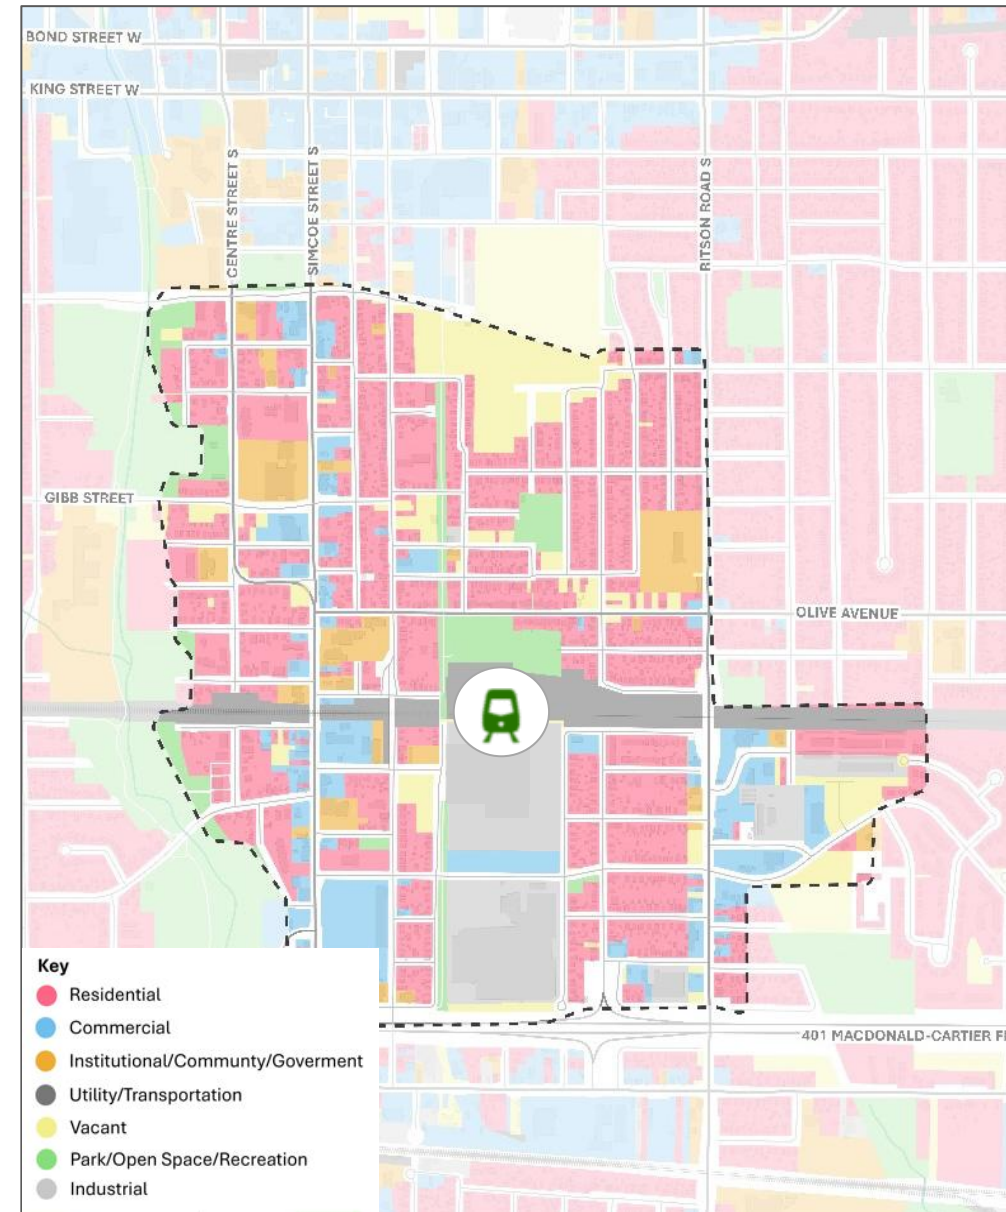 BOND STREET W
KING STREET W
CENTRE STREET S
SIMCOE STREET S
RITSON ROAD S
GIBB STREET
OLIVE AVENUE
401 MACDONALD-CARTIER F
Key
Residential
Commercial
Institutional/Communty/Goverment
Utility/Transportation
Vacant
Park/Open Space/Recreation
Industrial